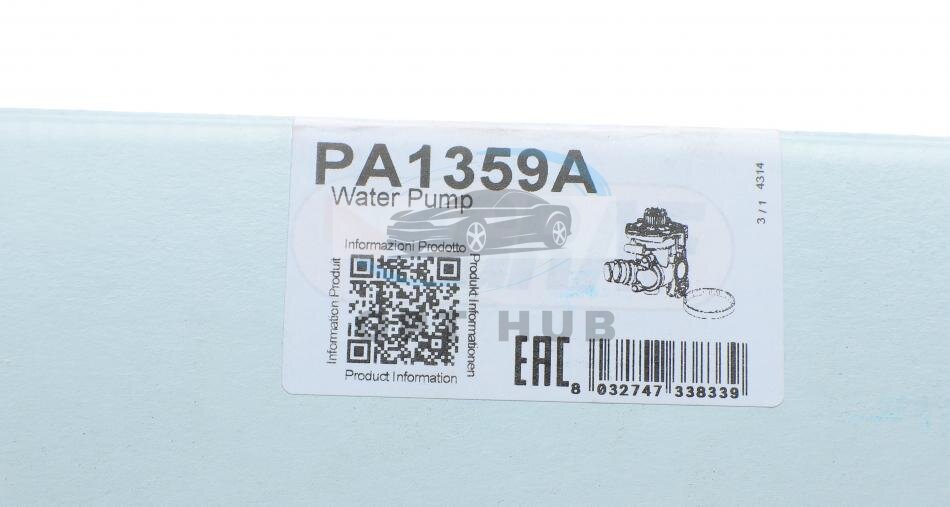 PA1359A
Water Pump
3 / 1 4314
Informazioni Prodotto
Information Produit
Produkt Informationen
Product Information
HUB
EAC
8 032747 338339